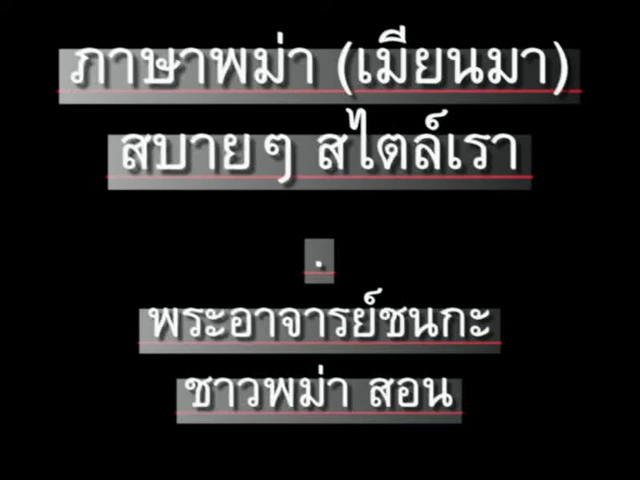 ภาษาพม่า (เมียนมา)
สบายๆ สไตล์เรา
.
พระอาจารย์ชนกะ
ชาวพม่า สอน